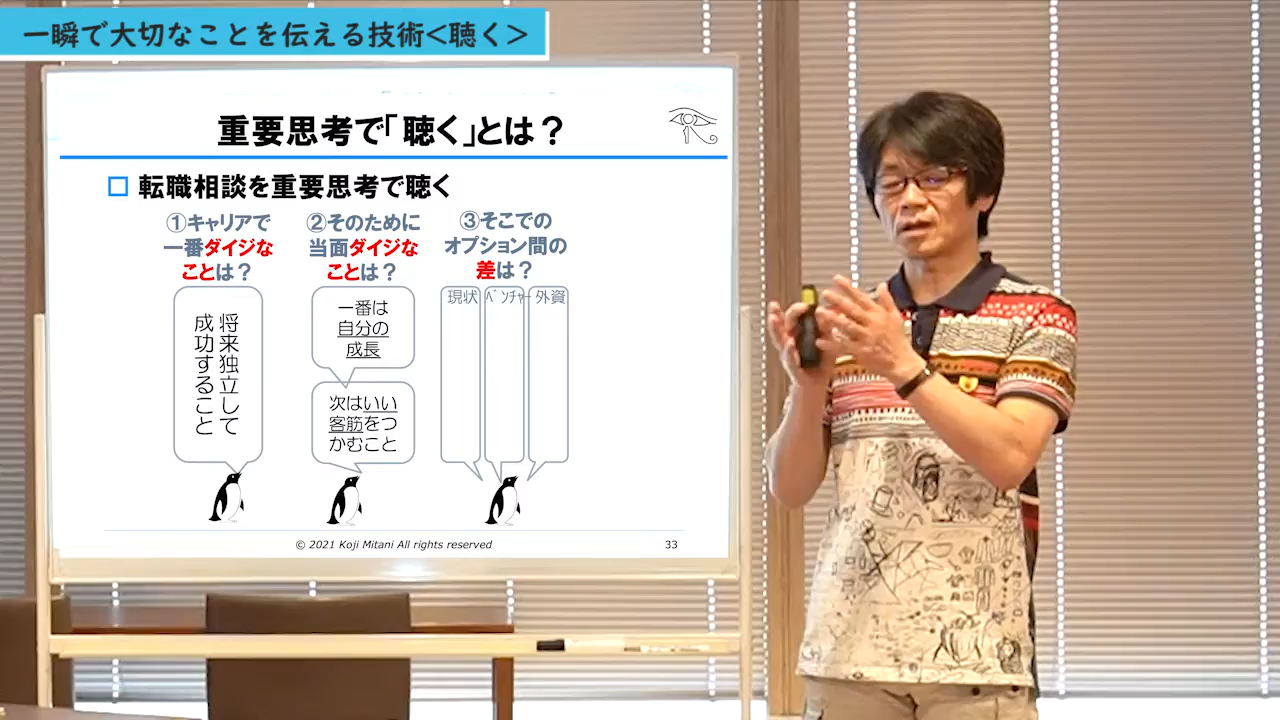 一瞬で大切なことを伝える技術<聴く>
重要思考で「聴く」とは？
転職相談を重要思考で聴く
①キャリアで
一番ダイジな
ことは？
②そのために
当面ダイジな
ことは？
③そこでの
オプション間の
差は？
将来独立して
成功すること
一番は
自分の
成長
次はいい
客筋をつ
かむこと
現状
ﾍﾞﾝﾁｬｰ
外資
© 2021 Koji Mitani All rights reserved
33